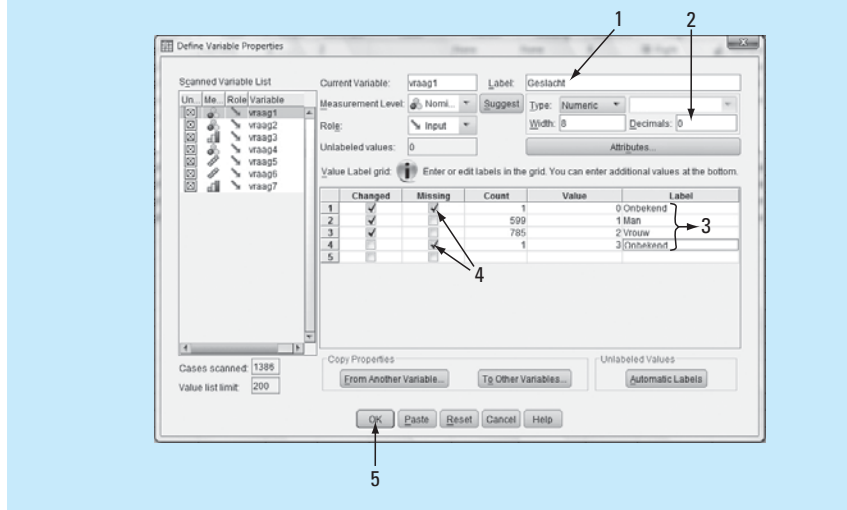 1
2
Define Variable Properties
Scanned Variable List
Un... Me... Role Variable
vraag1
vraag2
vraag3
vraag4
vraag5
vraag6
vraag7
Cases scanned: 1386
Value list limit: 200
Current Variable: vraag1 Label: Geslacht
Measurement Level: Nomi... Suggest Type: Numeric
Role: Input Width: 8 Decimals: 0
Unlabeled values: 0 Attributes...
Value Label grid: i Enter or edit labels in the grid. You can enter additional values at the bottom.
Changed Missing Count Value Label
1 1 0 Onbekend
2 599 1 Man
3 785 2 Vrouw
4 1 3 Onbekend
5
3
4
Copy Properties
From Another Variable... To Other Variables...
Unlabeled Values
Automatic Labels
OK Paste Reset Cancel Help
5